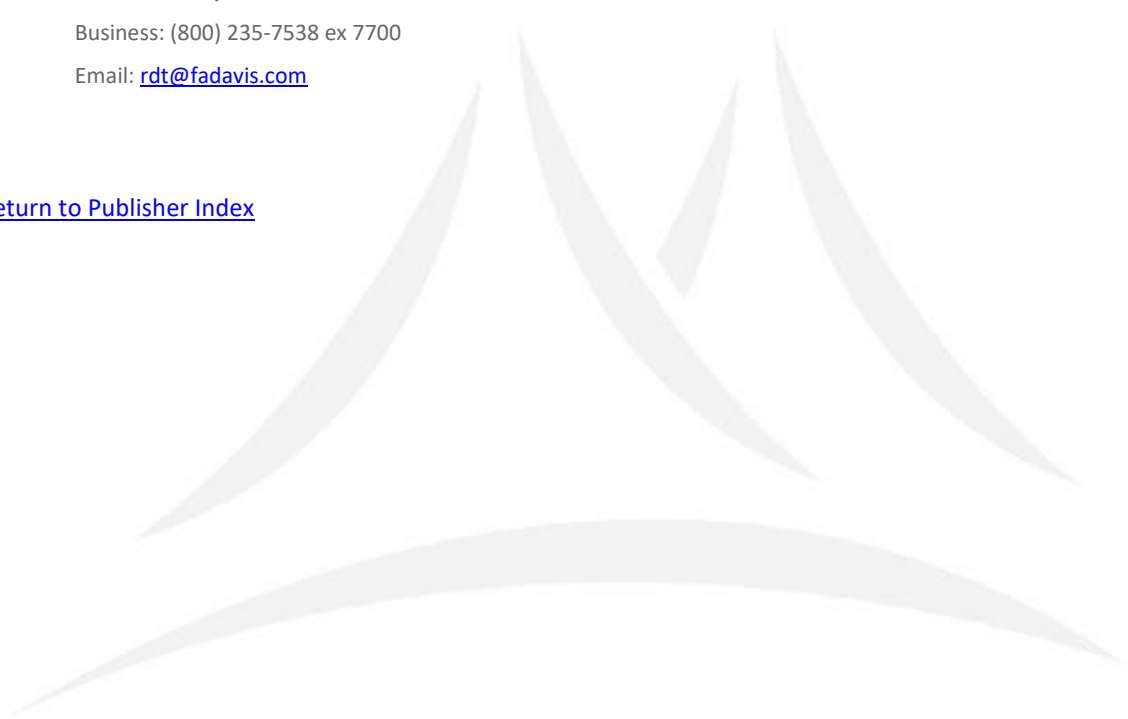 Business: (800) 235-7538 ex 7700
Email: rdt@fadavis.com
eturn to Publisher Index